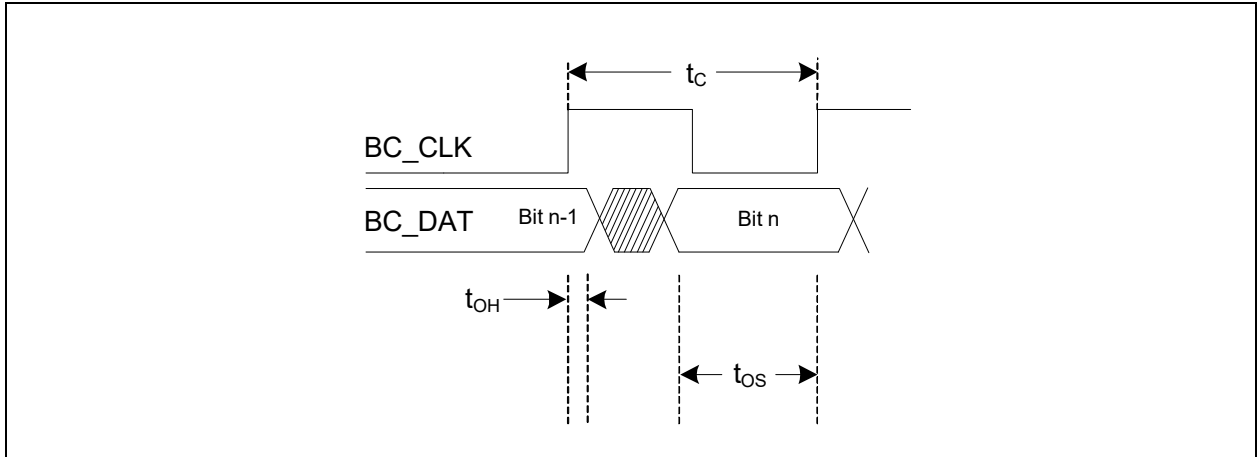 tC
BC_CLK
BC_DAT
Bit n-1
Bit n
tOH
tOS